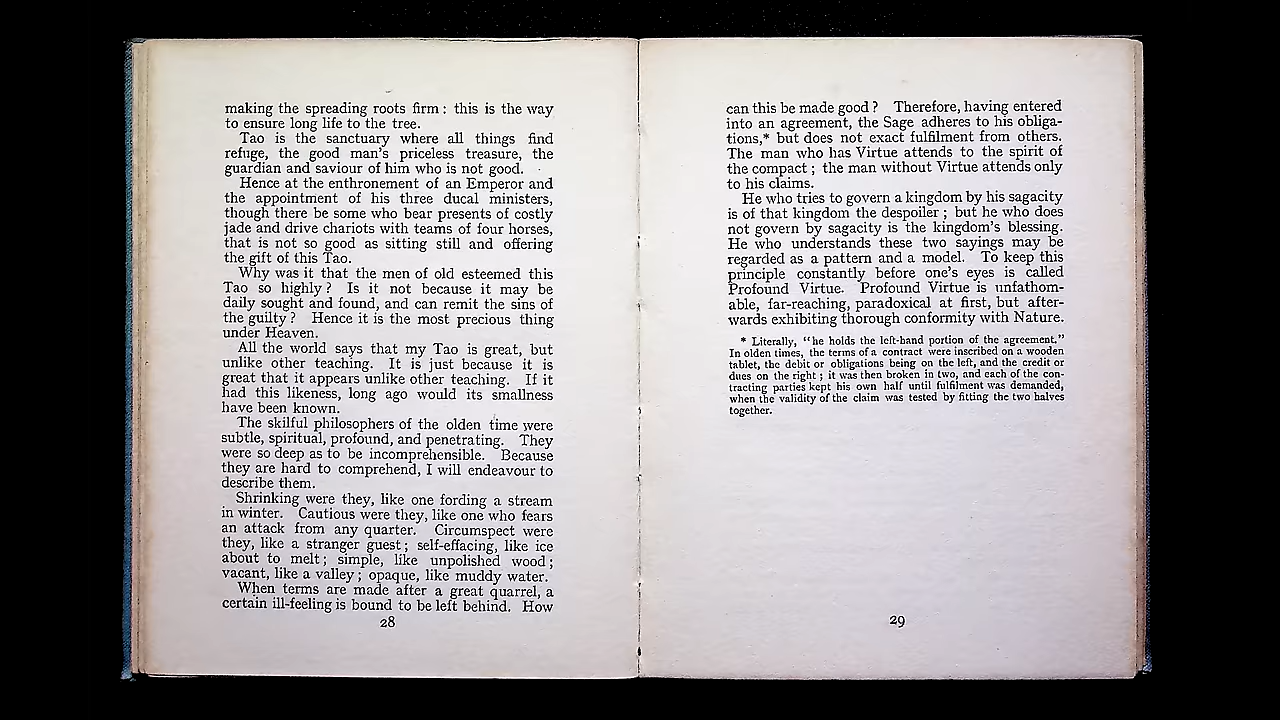 making the spreading roots firm : this is the way
to ensure long life to the tree.
Tao is the sanctuary where all things find
refuge, the good man's priceless treasure, the
guardian and saviour of him who is not good.
Hence at the enthronement of an Emperor and
the appointment of his three ducal ministers,
though there be some who bear presents of costly
jade and drive chariots with teams of four horses,
that is not so good as sitting still and offering
the gift of this Tao.
Why was it that the men of old esteemed this
Tao so highly ? Is it not because it may be
daily sought and found, and can remit the sins of
the guilty ? Hence it is the most precious thing
under Heaven.
All the world says that my Tao is great, but
unlike other teaching. It is just because it is
great that it appears unlike other teaching. If it
had this likeness, long ago would its smallness
have been known.
The skilful philosophers of the olden time were
subtle, spiritual, profound, and penetrating. They
were so deep as to be incomprehensible. Because
they are hard to comprehend, I will endeavour to
describe them.
Shrinking were they, like one fording a stream
in winter. Cautious were they, like one who fears
an attack from any quarter. Circumspect were
they, like a stranger guest ; self-effacing, like ice
about to melt ; simple, like unpolished wood ;
vacant, like a valley ; opaque, like muddy water.
When terms are made after a great quarrel, a
certain ill-feeling is bound to be left behind. How
28
can this be made good ? Therefore, having entered
into an agreement, the Sage adheres to his obliga-
tions,* but does not exact fulfilment from others.
The man who has Virtue attends to the spirit of
the compact ; the man without Virtue attends only
to his claims.
He who tries to govern a kingdom by his sagacity
is of that kingdom the despoiler ; but he who does
not govern by sagacity is the kingdom's blessing.
He who understands these two sayings may be
regarded as a pattern and a model. To keep this
principle constantly before one's eyes is called
Profound Virtue. Profound Virtue is unfathom-
able, far-reaching, paradoxical at first, but after-
wards exhibiting thorough conformity with Nature.
* Literally, "he holds the left-hand portion of the agreement."
In olden times, the terms of a contract were inscribed on a wooden
tablet, the debit or obligations being on the left, and the credit or
dues on the right ; it was then broken in two, and each of the con-
tracting parties kept his own half until fulfilment was demanded,
when the validity of the claim was tested by fitting the two halves
together.
29